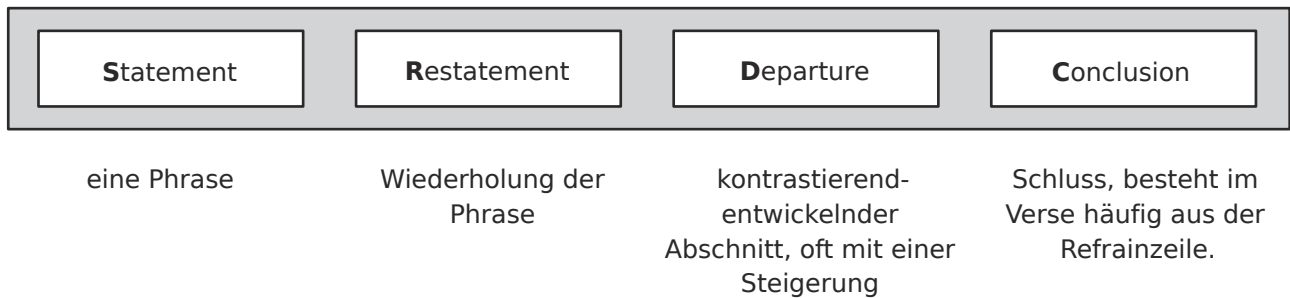 Statement
Restatement
Departure
Conclusion
eine Phrase
Wiederholung der
Phrase
kontrastierend-
entwickelnder
Abschnitt, oft mit einer
Steigerung
Schluss, besteht im
Verse häufig aus der
Refrainzeile.